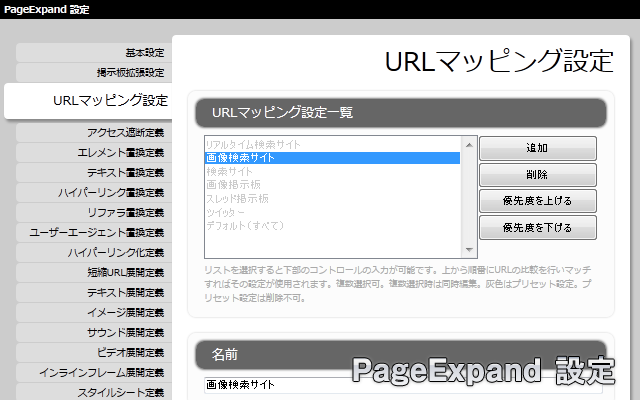 PageExpand 設定
基本設定
掲示板拡張設定
URLマッピング設定
アクセス遮断定義
エレメント置換定義
テキスト置換定義
ハイパーリンク置換定義
リファラ置換定義
ユーザーエージェント置換定義
ハイパーリンク化定義
短縮URL展開定義
テキスト展開定義
イメージ展開定義
サウンド展開定義
ビデオ展開定義
インラインフレーム展開定義
スタイルシート定義
URLマッピング設定
URLマッピング設定一覧
リアルタイム検索サイト
画像検索サイト
検索サイト
画像掲示板
スレッド掲示板
ツイッター
デフォルト(すべて)
追加
削除
優先度を上げる
優先度を下げる
リストを選択すると下部のコントロールの入力が可能です。上から順番にURLの比較を行いマッチ
すればその設定が使用されます。複数選択可。複数選択時は同時編集。灰色はプリセット設定。プ
リセット設定は削除不可。
名前
画像検索サイト
PageExpand 設定